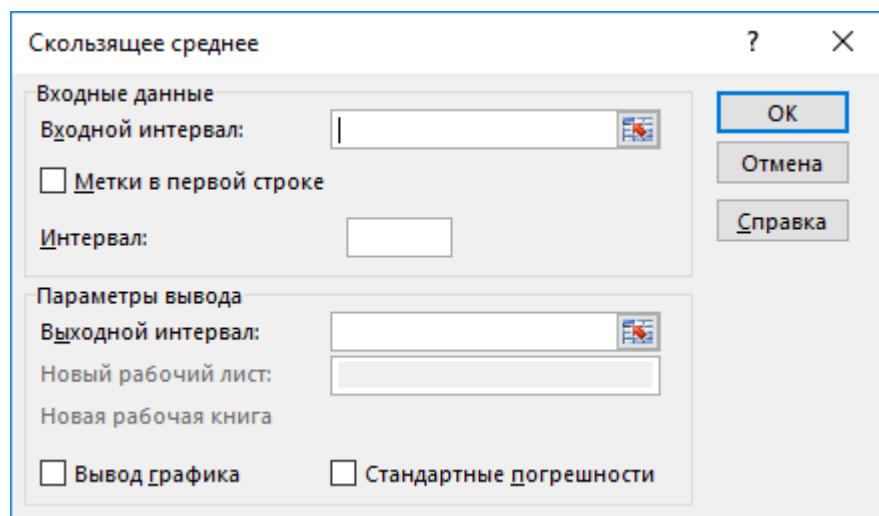 Скользящее среднее ?
Входные данные
Входной интервал:
ОК
Метки в первой строке
Отмена
Интервал:
Справка
Параметры вывода
Выходной интервал:
Новый рабочий лист:
Новая рабочая книга
Вывод графика Стандартные погрешности